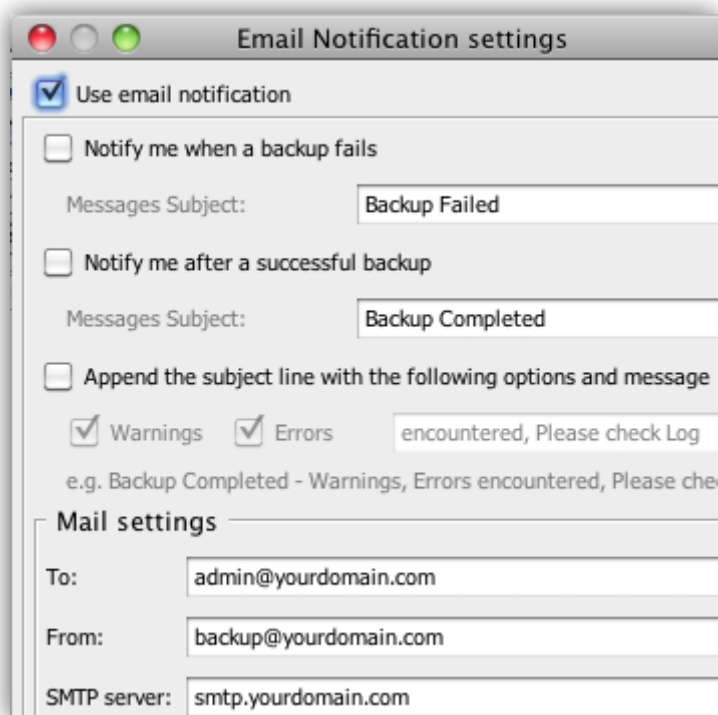 Email Notification settings
Use email notification
Notify me when a backup fails
Messages Subject: Backup Failed
Notify me after a successful backup
Messages Subject: Backup Completed
Append the subject line with the following options and message
Warnings Errors encountered, Please check Log
e.g. Backup Completed - Warnings, Errors encountered, Please
Mail settings
To: admin@yourdomain.com
From: backup@yourdomain.com
SMTP server: smtp.yourdomain.com